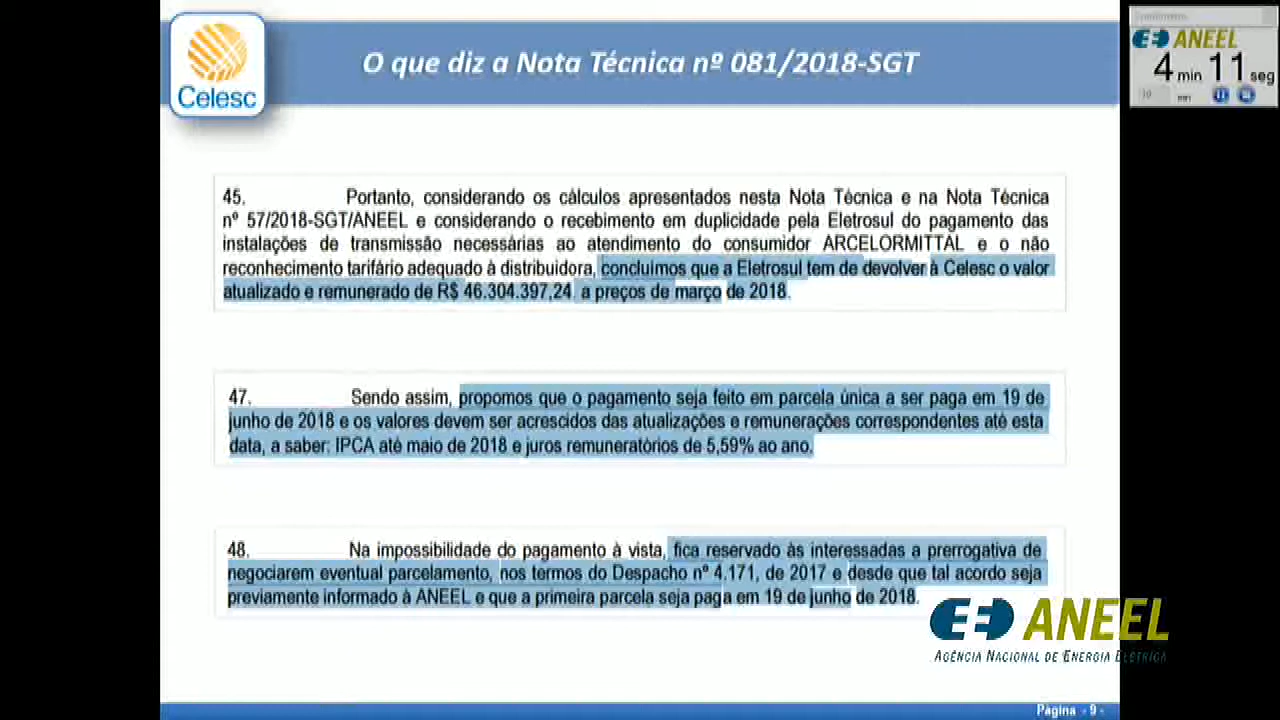 O que diz a Nota Técnica nº 081/2018-SGT
Celesc
ANEEL
4 min 11 seg
10 min
45. Portanto, considerando os cálculos apresentados nesta Nota Técnica e na Nota Técnica
nº 57/2018-SGT/ANEEL e considerando o recebimento em duplicidade pela Eletrosul do pagamento das
instalações de transmissão necessárias ao atendimento do consumidor ARCELORMITTAL e o não
reconhecimento tarifário adequado à distribuidora, concluímos que a Eletrosul tem de devolver à Celesc o valor
atualizado e remunerado de R$ 46.304.397,24, a preços de março de 2018.
47. Sendo assim, propomos que o pagamento seja feito em parcela única a ser paga em 19 de
junho de 2018 e os valores devem ser acrescidos das atualizações e remunerações correspondentes até esta
data, a saber: IPCA até maio de 2018 e juros remuneratórios de 5,59% ao ano.
48. Na impossibilidade do pagamento à vista, fica reservado às interessadas a prerrogativa de
negociarem eventual parcelamento, nos termos do Despacho nº 4.171, de 2017 e desde que tal acordo seja
previamente informado à ANEEL e que a primeira parcela seja paga em 19 de junho de 2018.
ANEEL
AGÊNCIA NACIONAL DE ENERGIA ELÉTRICA
Página - 9 -